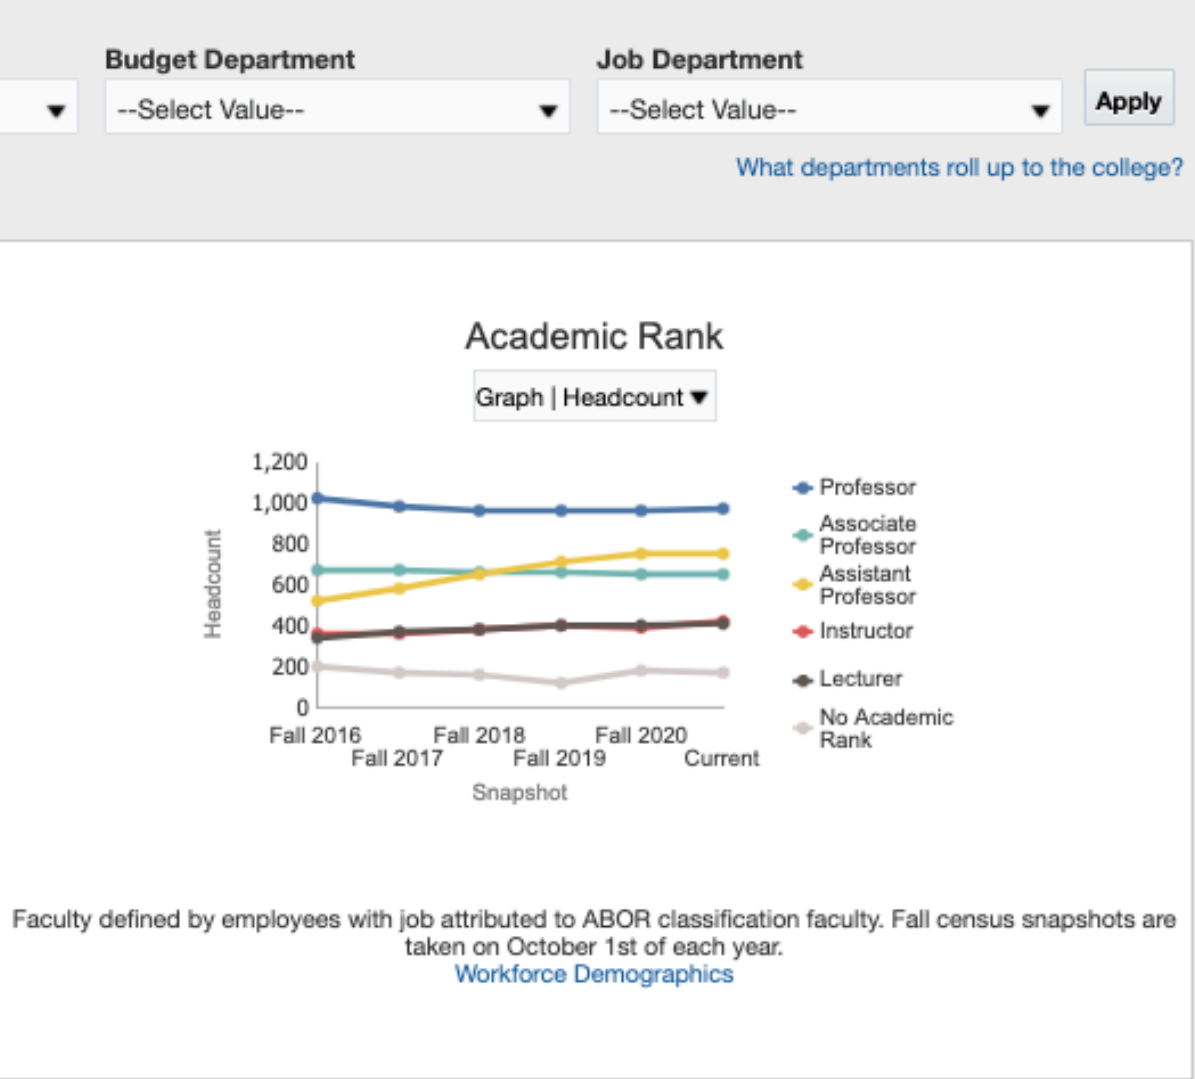 Budget Department
Job Department
--Select Value--
--Select Value--
Apply
What departments roll up to the college?
Academic Rank
Graph | Headcount
1,200
1,000
800
600
400
200
0
Headcount
Fall 2016
Fall 2017
Fall 2018
Fall 2019
Fall 2020
Current
Snapshot
Professor
Associate
Professor
Assistant
Professor
Instructor
Lecturer
No Academic
Rank
Faculty defined by employees with job attributed to ABOR classification faculty. Fall census snapshots are
taken on October 1st of each year.
Workforce Demographics